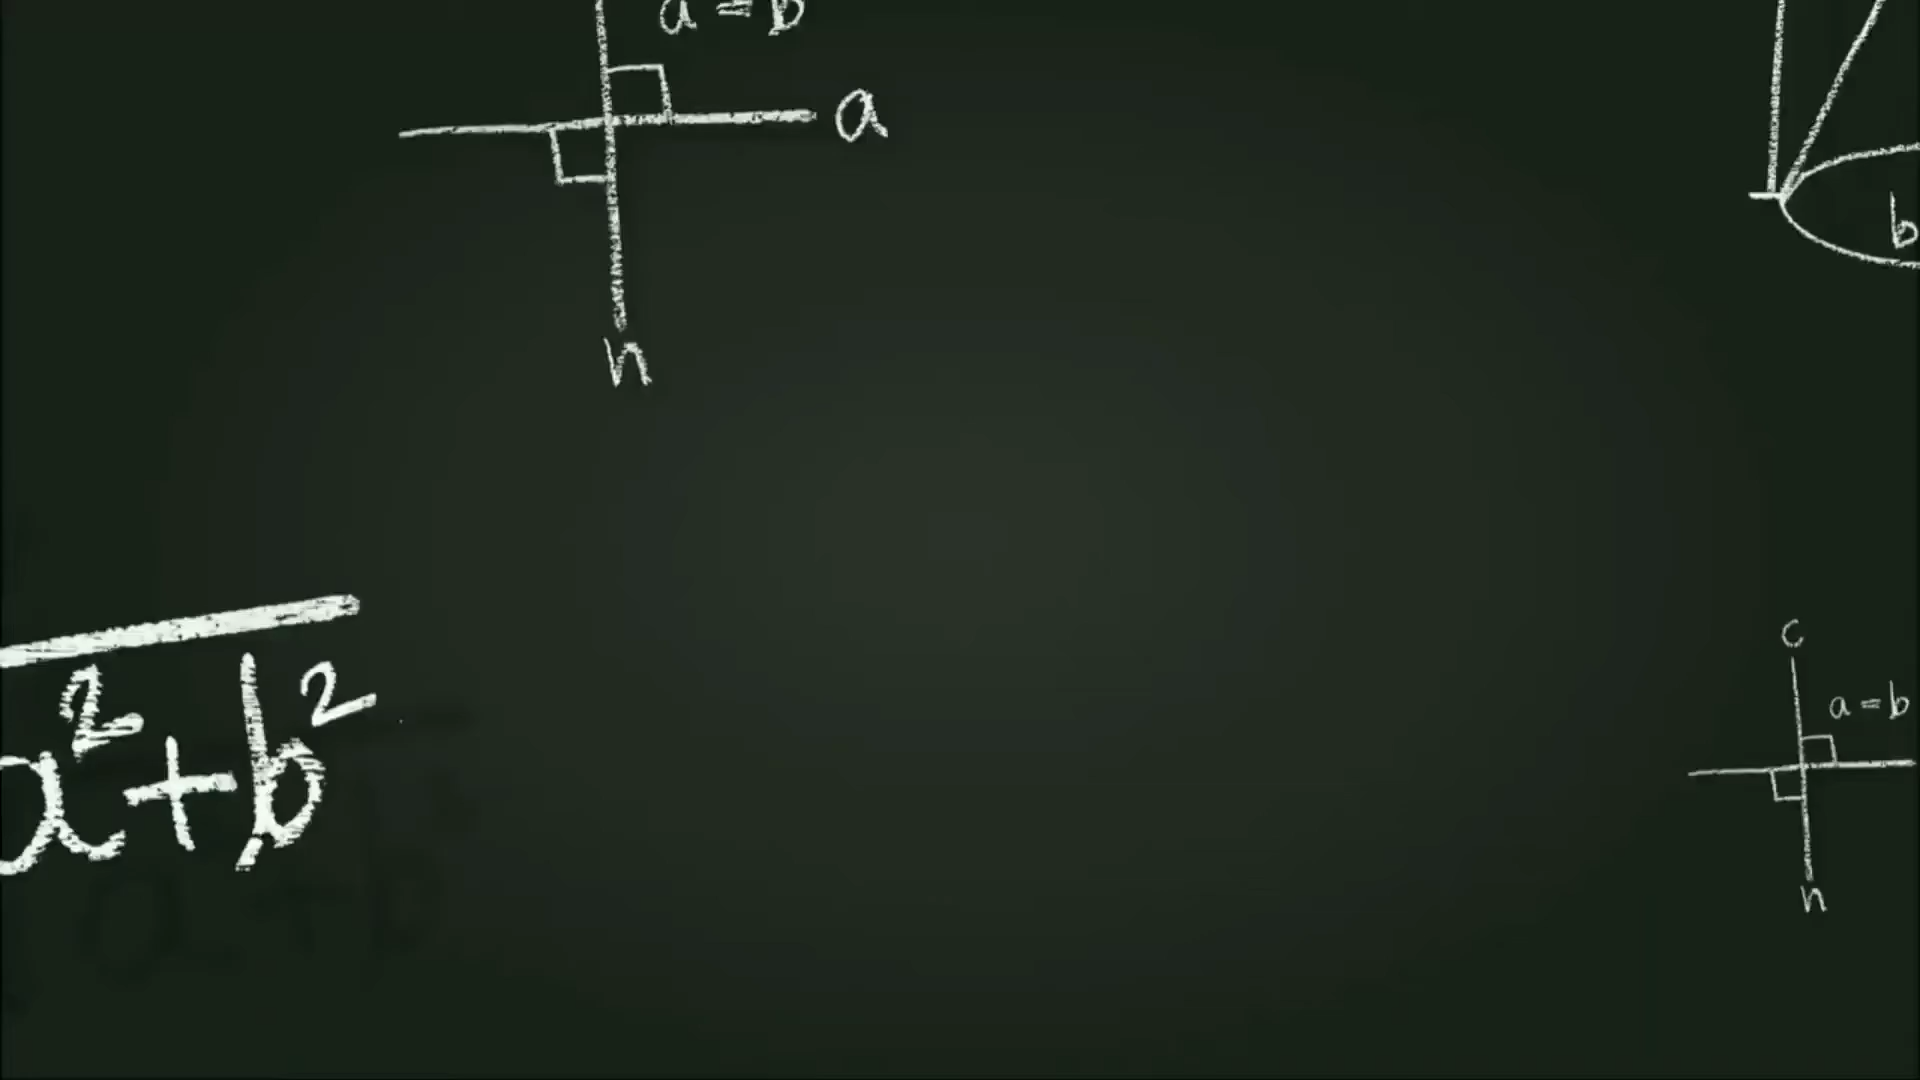 a = b
a
n
b
a²+b²
c
a = b
n